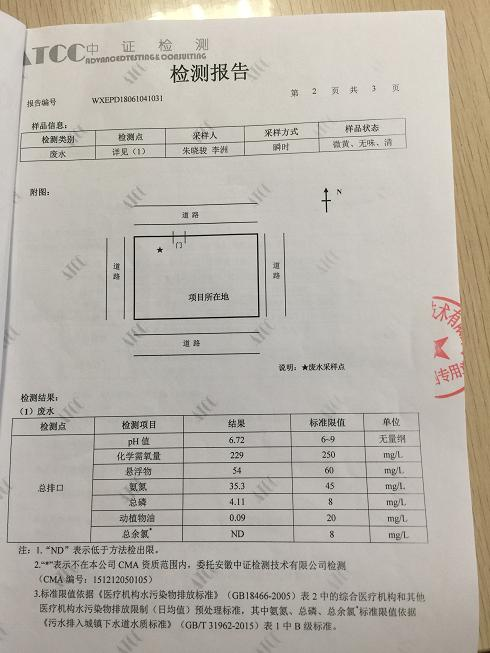 ATCC 中 证 检 测
ADVANCED TESTING & CONSULTING
检测报告
报告编号 WXEPD18061041031 第 2 页 共 3 页
样品信息：
检测类别 检测点 采样人 采样方式 样品状态
废水 详见（1） 朱晓骏 李洲 瞬时 微黄、无味、清
附图：
N
道 路
门
★
道路
道路
项目所在地
道 路
说明：★废水采样点
检测结果：
（1）废水
检测点 检测项目 结果 标准限值 单位
总排口
pH 值 6.72 6~9 无量纲
化学需氧量 229 250 mg/L
悬浮物 54 60 mg/L
氨氮 35.3 45 mg/L
总磷 4.11 8 mg/L
动植物油 0.09 20 mg/L
总余氯* ND 8 mg/L
注：1.“ND”表示低于方法检出限。
2.“*”表示不在本公司 CMA 资质范围内，委托安徽中证检测技术有限公司检测
（CMA 编号：151212050105）
3.标准限值依据《医疗机构水污染物排放标准》（GB18466-2005）表 2 中的综合医疗机构和其他
医疗机构水污染物排放限制（日均值）预处理标准，其中氨氮、总磷、总余氯*标准限值依据
《污水排入城镇下水道水质标准》（GB/T 31962-2015）表 1 中 B 级标准。